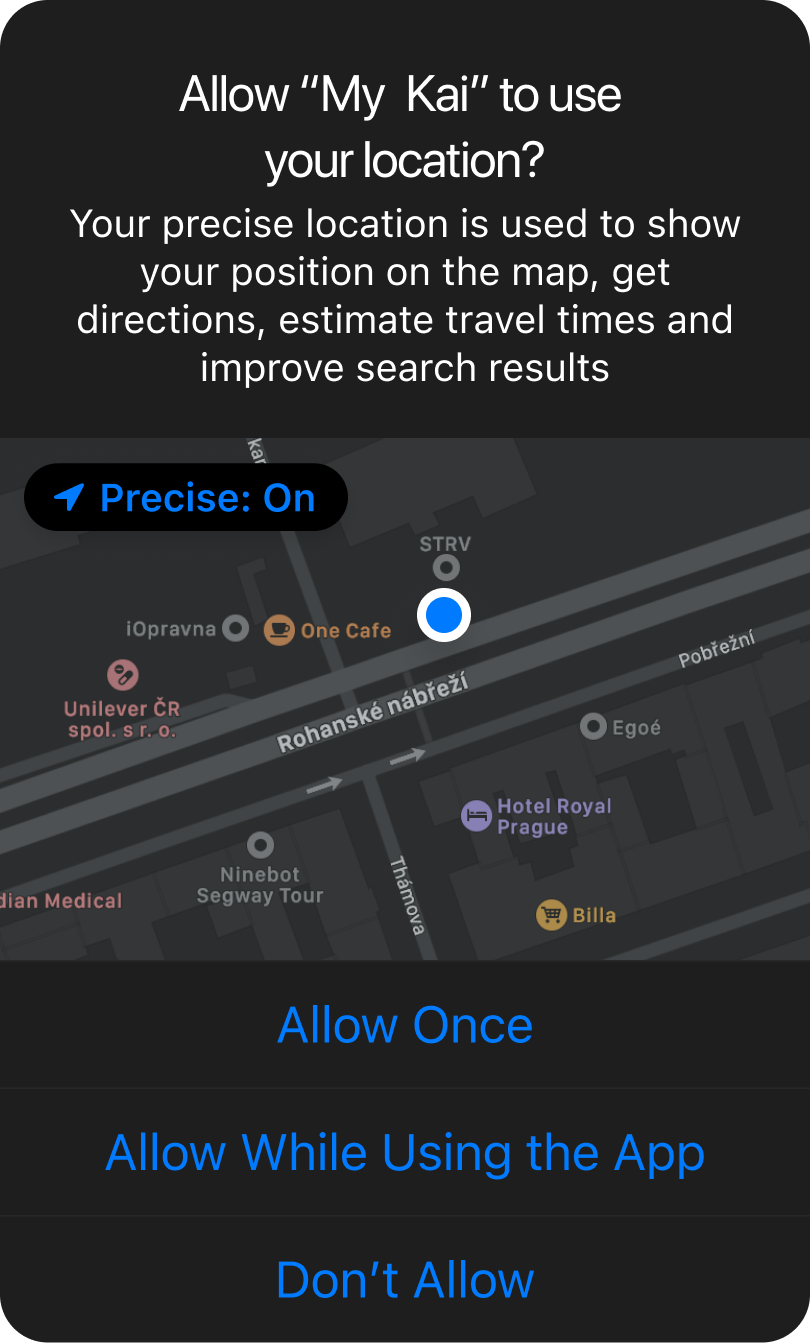 Allow “My  Kai” to use
your location?
Your precise location is used to show
your position on the map, get
directions, estimate travel times and
improve search results
kar
Precise: On
STRV
iOpravna
One Cafe
Pobřežní
Unilever ČR
spol. s r. o.
Rohanské nábřeží
Egoé
Hotel Royal
Prague
Ninebot
Segway Tour
Thámova
dian Medical
Billa
Allow Once
Allow While Using the App
Don’t Allow